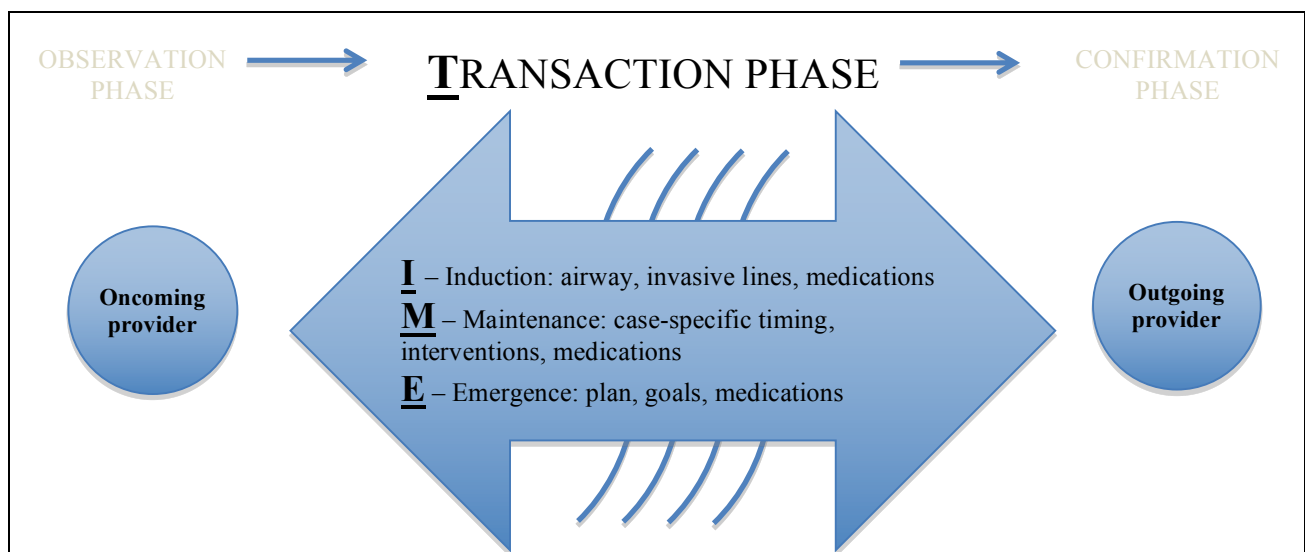 OBSERVATION
PHASE
TRANSACTION PHASE
CONFIRMATION
PHASE
Oncoming
provider
I – Induction: airway, invasive lines, medications
M – Maintenance: case-specific timing,
interventions, medications
E – Emergence: plan, goals, medications
Outgoing
provider